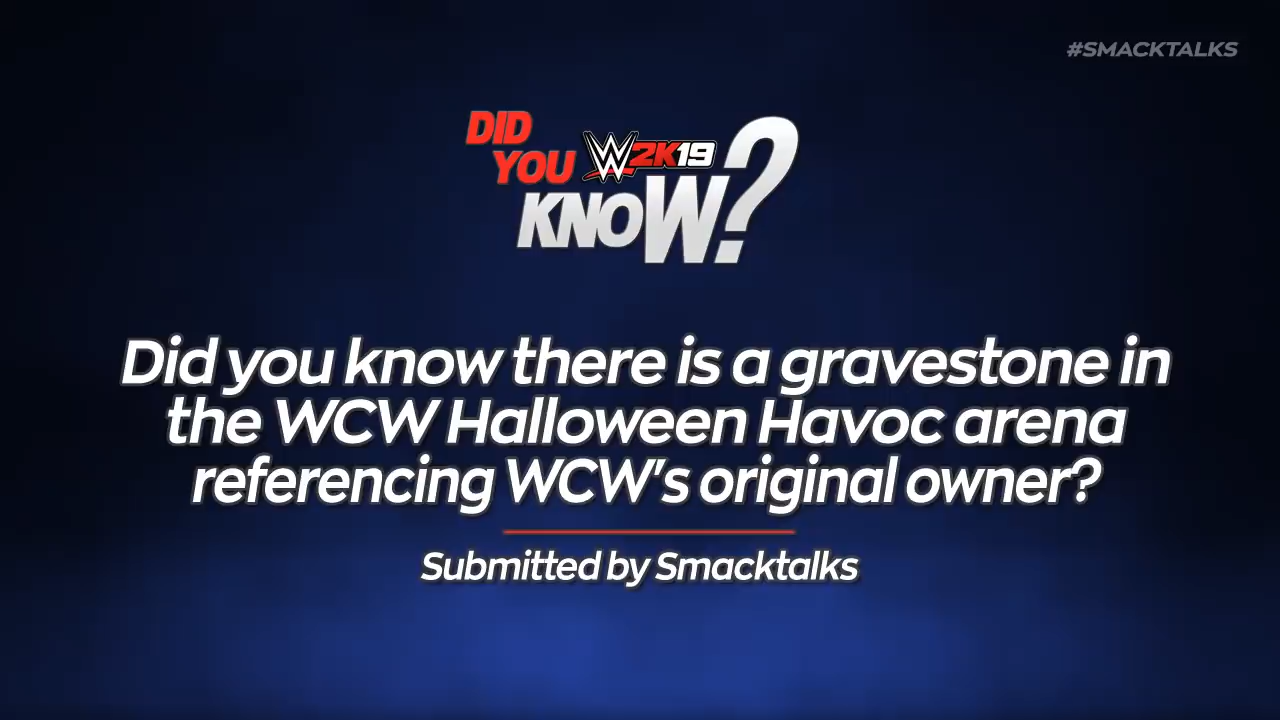 #SMACKTALKS
DID
YOU W2K19
KNOW?
Did you know there is a gravestone in
the WCW Halloween Havoc arena
referencing WCW's original owner?
Submitted by Smacktalks